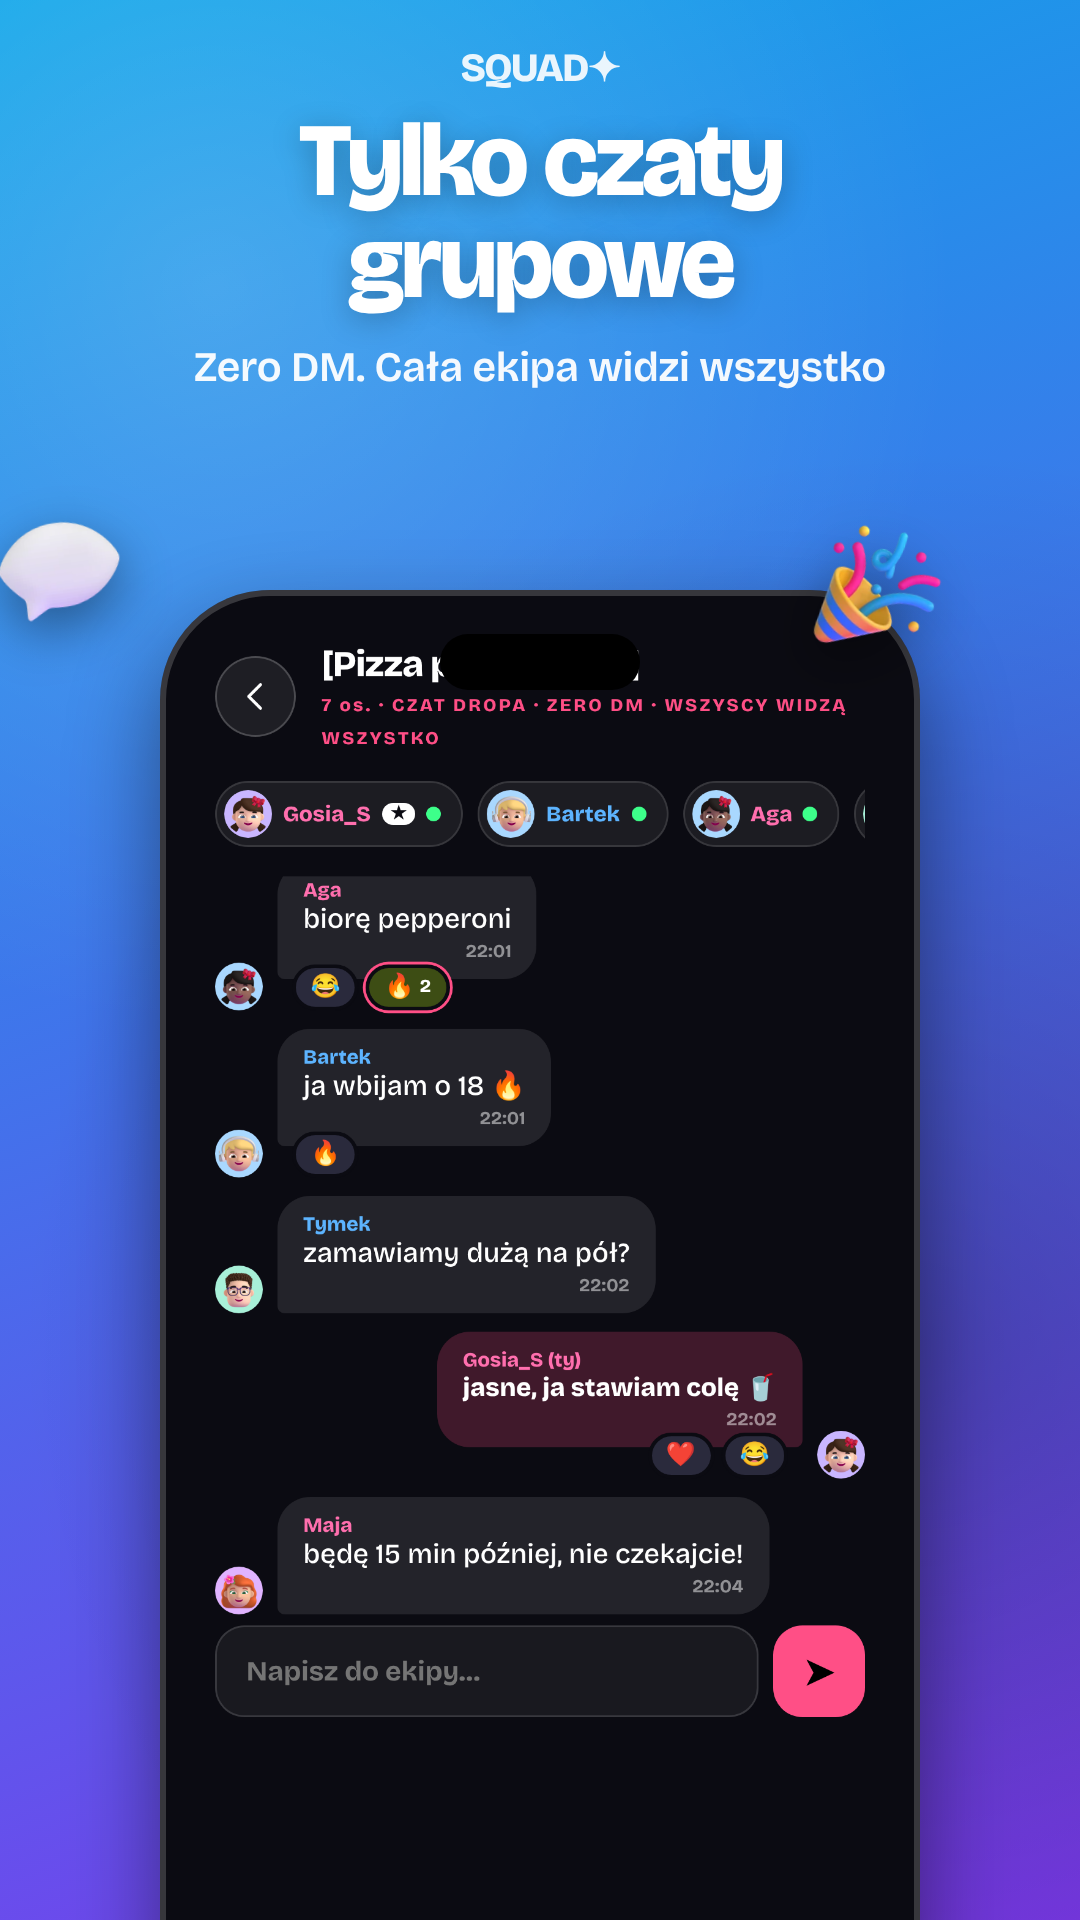 SQUAD✦
Tylko czaty
grupowe
Zero DM. Cała ekipa widzi wszystko
[Pizza
7 os. · CZAT DROPA · ZERO DM · WSZYSCY WIDZĄ
WSZYSTKO
Gosia_S ★
Bartek
Aga
Aga
biorę pepperoni
22:01
😂 🔥 2
Bartek
ja wbijam o 18 🔥
22:01
🔥
Tymek
zamawiamy dużą na pół?
22:02
Gosia_S (ty)
jasne, ja stawiam colę 🥤
22:02
❤️ 😂
Maja
będę 15 min później, nie czekajcie!
22:04
Napisz do ekipy...